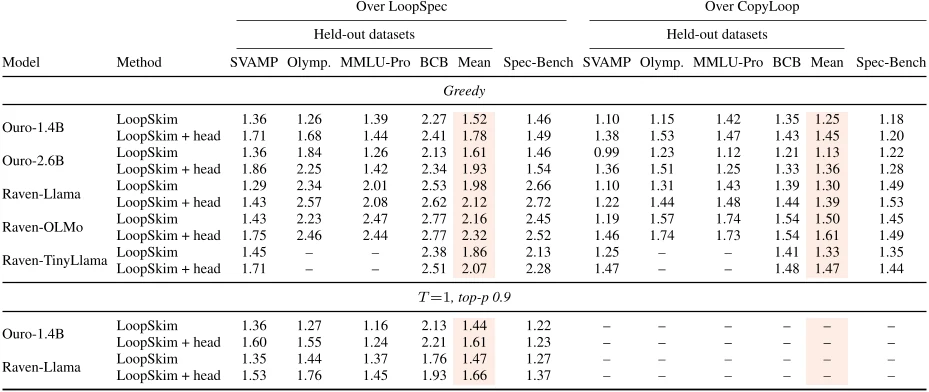 Over LoopSpec Over CopyLoop
Held-out datasets Held-out datasets
Model Method SVAMP Olymp. MMLU-Pro BCB Mean Spec-Bench SVAMP Olymp. MMLU-Pro BCB Mean Spec-Bench
Greedy
Ouro-1.4B LoopSkim 1.36 1.26 1.39 2.27 1.52 1.46 1.10 1.15 1.42 1.35 1.25 1.18
LoopSkim + head 1.71 1.68 1.44 2.41 1.78 1.49 1.38 1.53 1.47 1.43 1.45 1.20
Ouro-2.6B LoopSkim 1.36 1.84 1.26 2.13 1.61 1.46 0.99 1.23 1.12 1.21 1.13 1.22
LoopSkim + head 1.86 2.25 1.42 2.34 1.93 1.54 1.36 1.51 1.25 1.33 1.36 1.28
Raven-Llama LoopSkim 1.29 2.34 2.01 2.53 1.98 2.66 1.10 1.31 1.43 1.39 1.30 1.49
LoopSkim + head 1.43 2.57 2.08 2.62 2.12 2.72 1.22 1.44 1.48 1.44 1.39 1.53
Raven-OLMo LoopSkim 1.43 2.23 2.47 2.77 2.16 2.45 1.19 1.57 1.74 1.54 1.50 1.45
LoopSkim + head 1.75 2.46 2.44 2.77 2.32 2.52 1.46 1.74 1.73 1.54 1.61 1.49
Raven-TinyLlama LoopSkim 1.45 – – 2.38 1.86 2.13 1.25 – – 1.41 1.33 1.35
LoopSkim + head 1.71 – – 2.51 2.07 2.28 1.47 – – 1.48 1.47 1.44
T=1, top-p 0.9
Ouro-1.4B LoopSkim 1.36 1.27 1.16 2.13 1.44 1.22 – – – – – –
LoopSkim + head 1.60 1.55 1.24 2.21 1.61 1.23 – – – – – –
Raven-Llama LoopSkim 1.35 1.44 1.37 1.76 1.47 1.27 – – – – – –
LoopSkim + head 1.53 1.76 1.45 1.93 1.66 1.37 – – – – – –